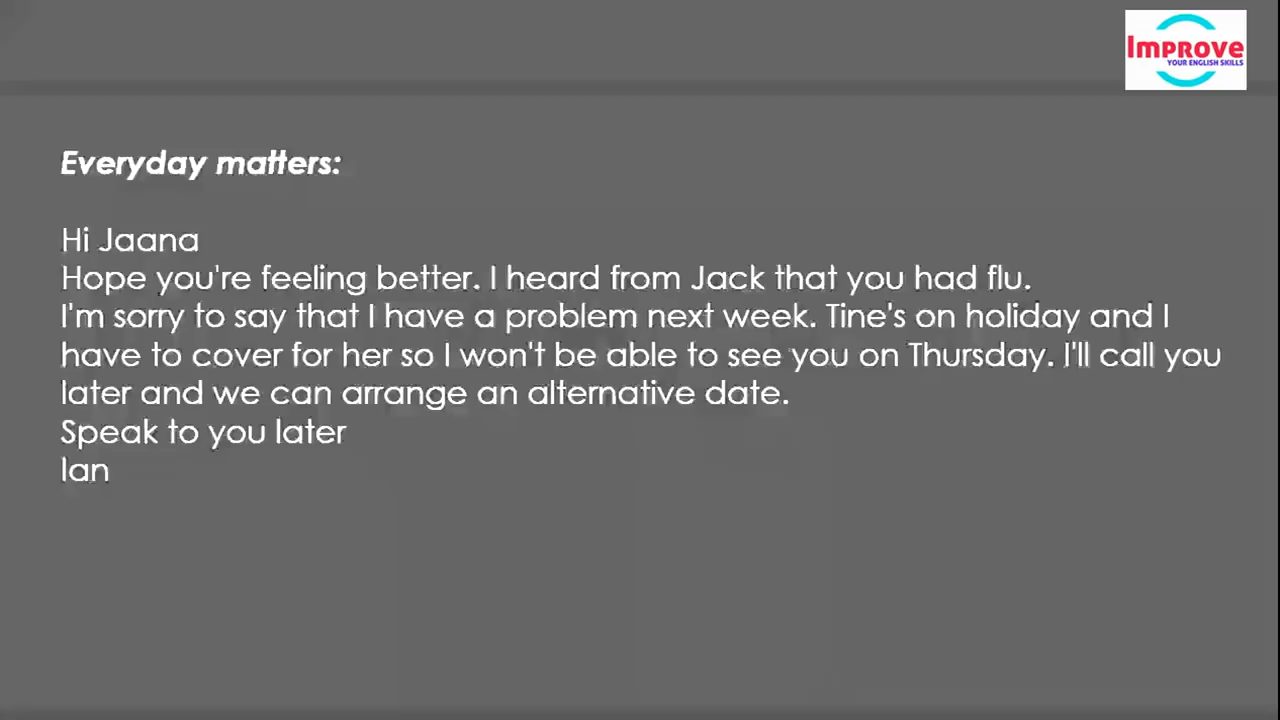 Improve
YOUR ENGLISH SKILLS
Everyday matters:
Hi Jaana
Hope you're feeling better. I heard from Jack that you had flu.
I'm sorry to say that I have a problem next week. Tine's on holiday and I
have to cover for her so I won't be able to see you on Thursday. I'll call you
later and we can arrange an alternative date.
Speak to you later
Ian